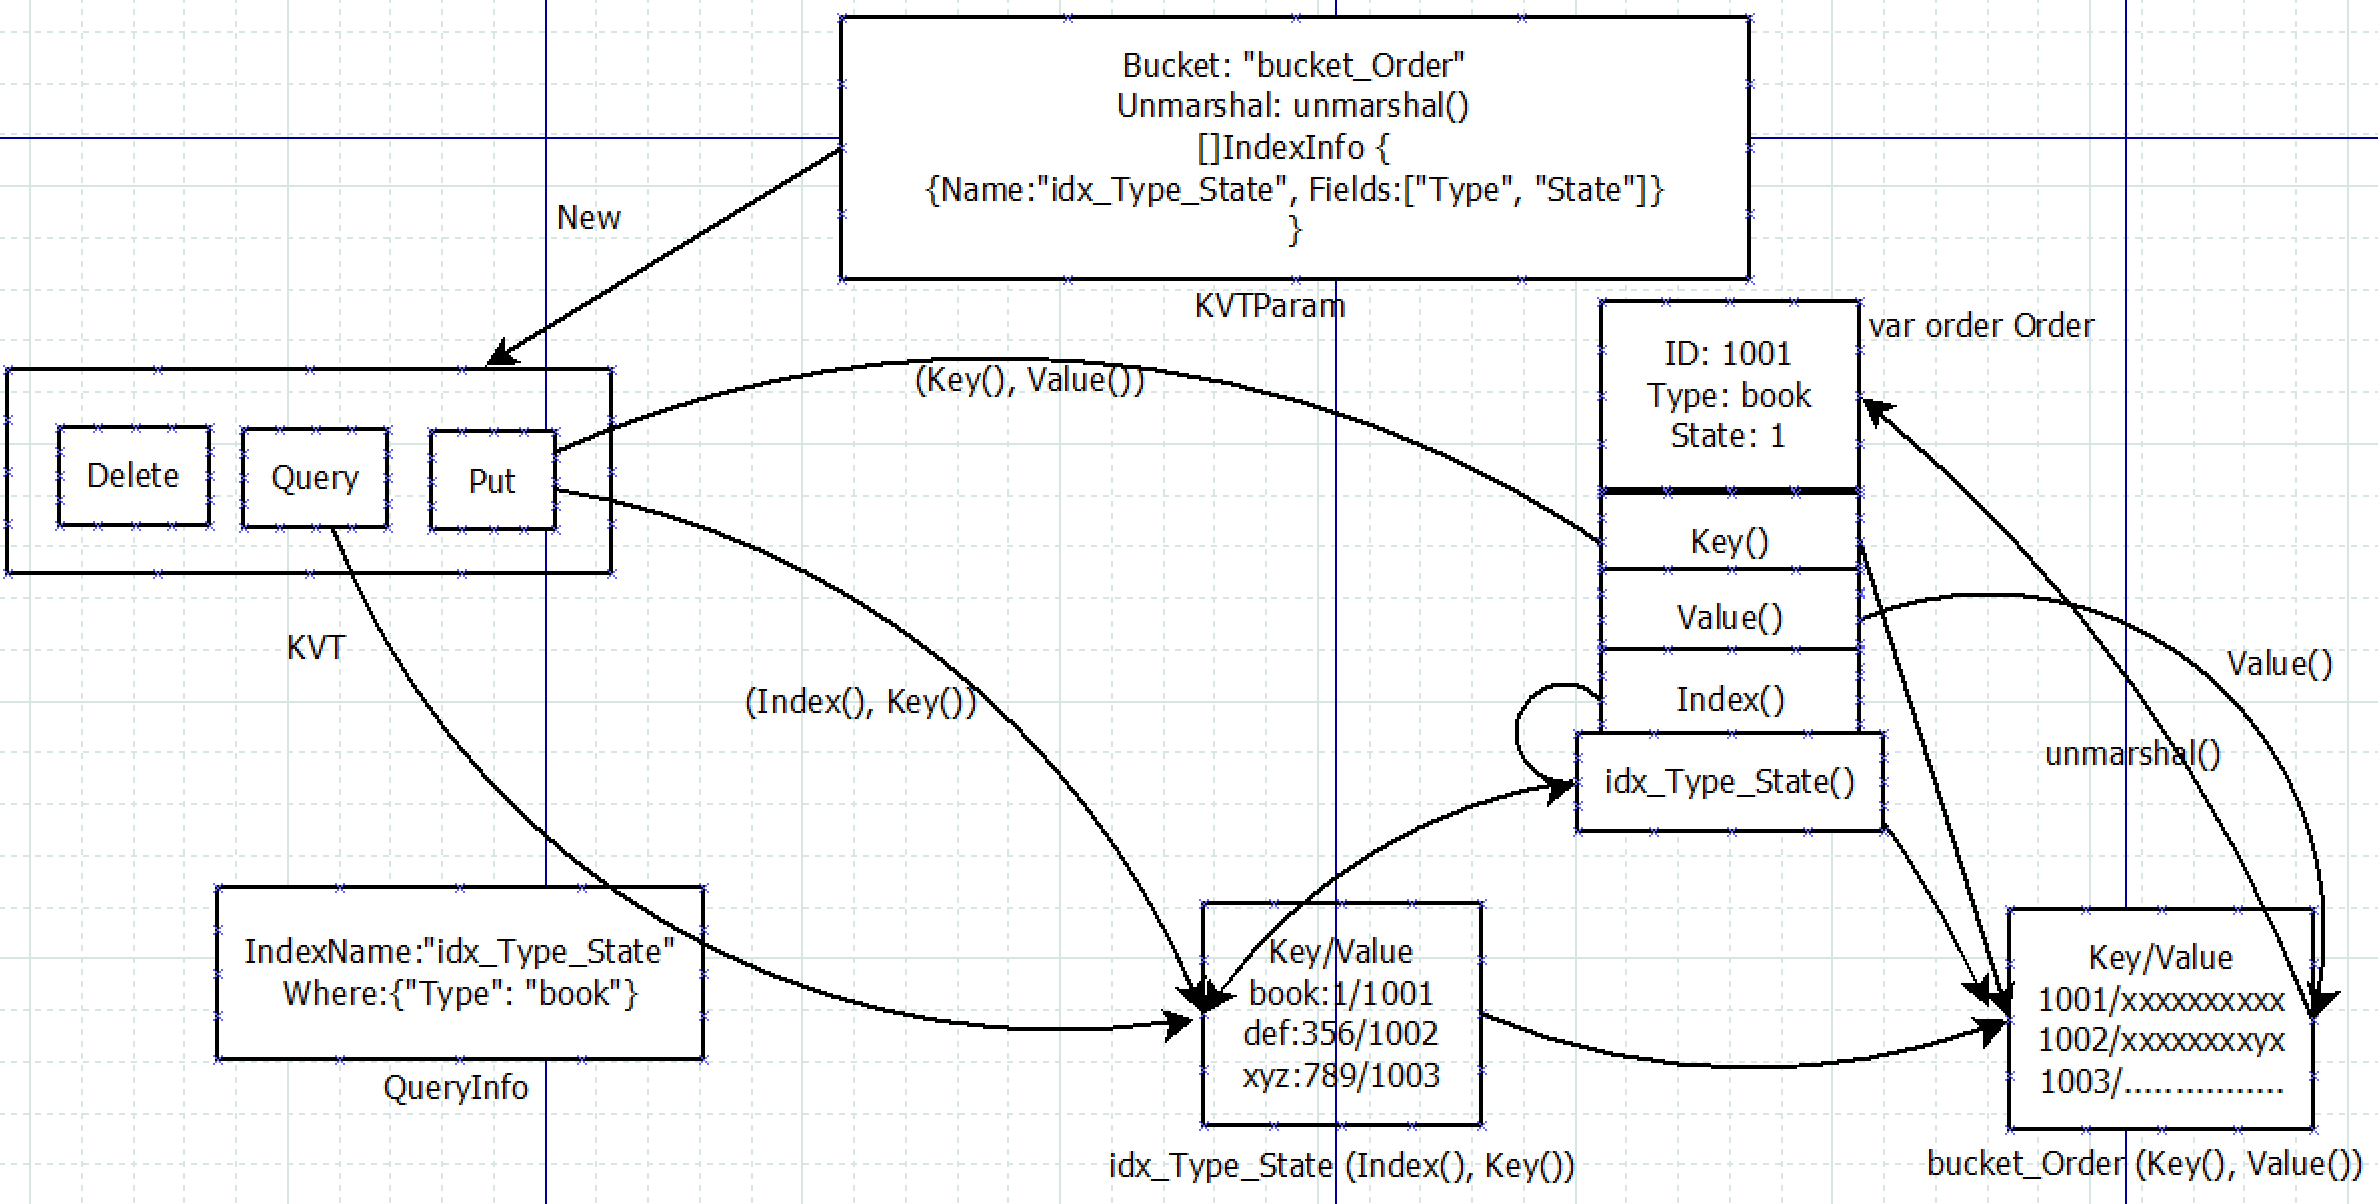 Bucket: "bucket_Order"
Unmarshal: unmarshal()
[]IndexInfo {
{Name:"idx_Type_State", Fields:["Type", "State"]}
}
KVTParam
New
Delete
Query
Put
KVT
(Key(), Value())
(Index(), Key())
var order Order
ID: 1001
Type: book
State: 1
Key()
Value()
Index()
idx_Type_State()
Value()
unmarshal()
IndexName:"idx_Type_State"
Where:{"Type": "book"}
QueryInfo
Key/Value
book:1/1001
def:356/1002
xyz:789/1003
idx_Type_State (Index(), Key())
Key/Value
1001/xxxxxxxxxx
1002/xxxxxxxxyx
1003/................
bucket_Order (Key(), Value())